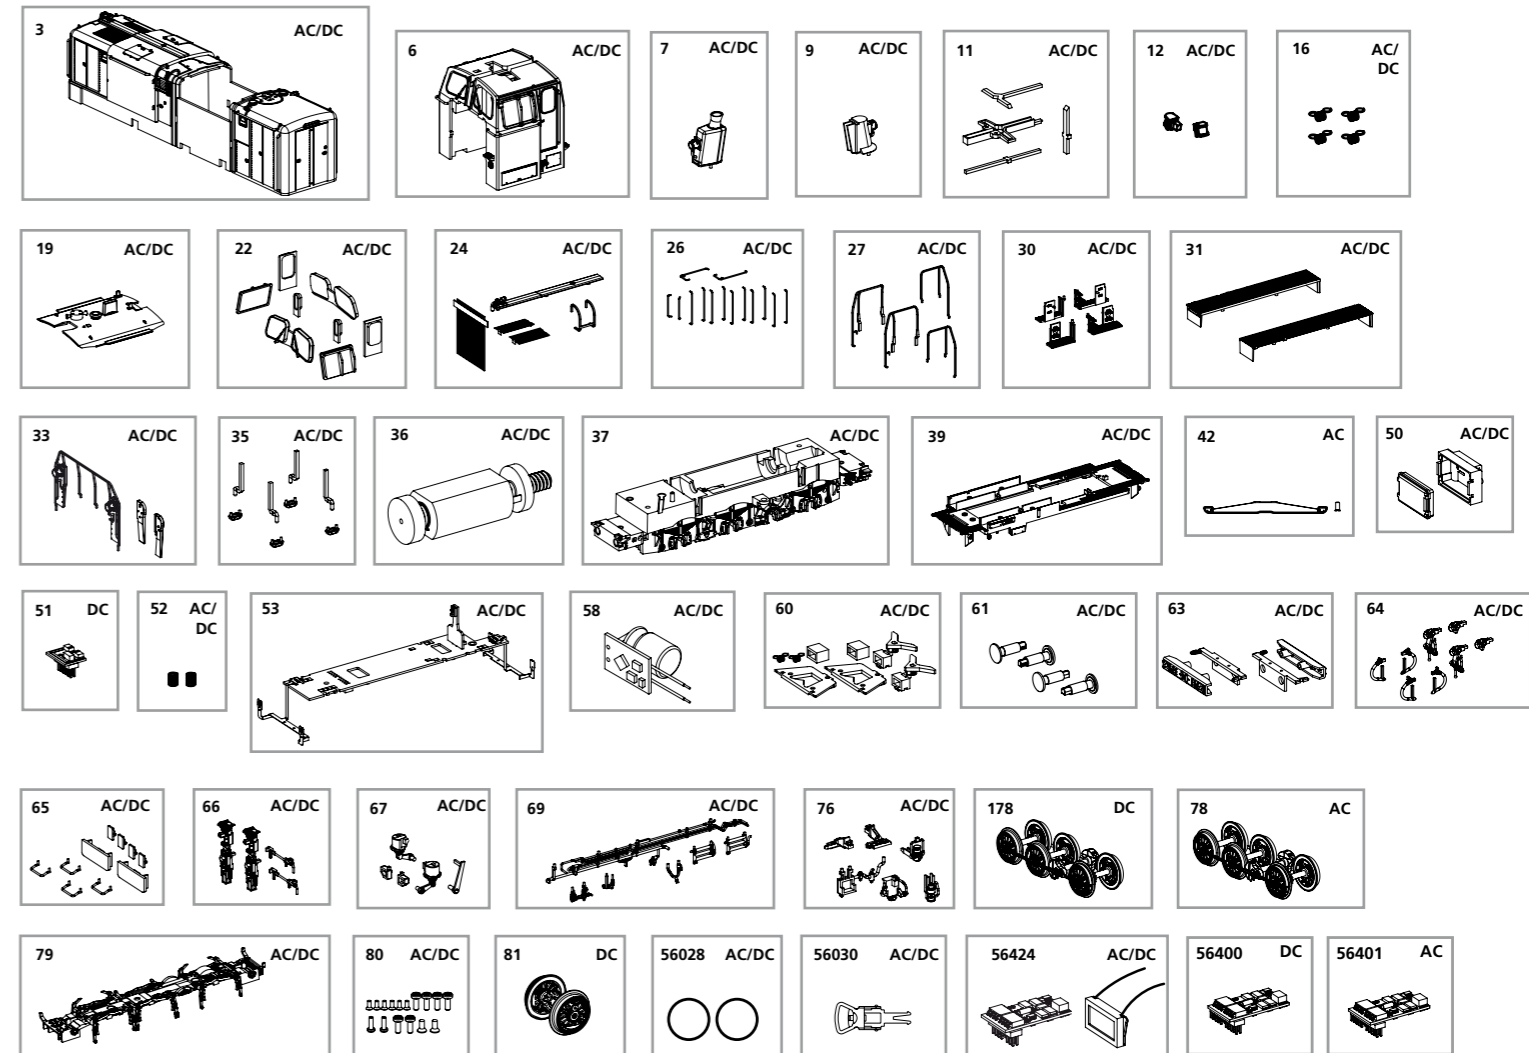 3 AC/DC
6 AC/DC
7 AC/DC
9 AC/DC
11 AC/DC
12 AC/DC
16 AC/
DC
19 AC/DC
22 AC/DC
24 AC/DC
26 AC/DC
27 AC/DC
30 AC/DC
31 AC/DC
33 AC/DC
35 AC/DC
36 AC/DC
37 AC/DC
39 AC/DC
42 AC
50 AC/DC
51 DC
52 AC/
DC
53 AC/DC
58 AC/DC
60 AC/DC
61 AC/DC
63 AC/DC
64 AC/DC
65 AC/DC
66 AC/DC
67 AC/DC
69 AC/DC
76 AC/DC
178 DC
78 AC
79 AC/DC
80 AC/DC
81 DC
56028 AC/DC
56030 AC/DC
56424 AC/DC
56400 DC
56401 AC